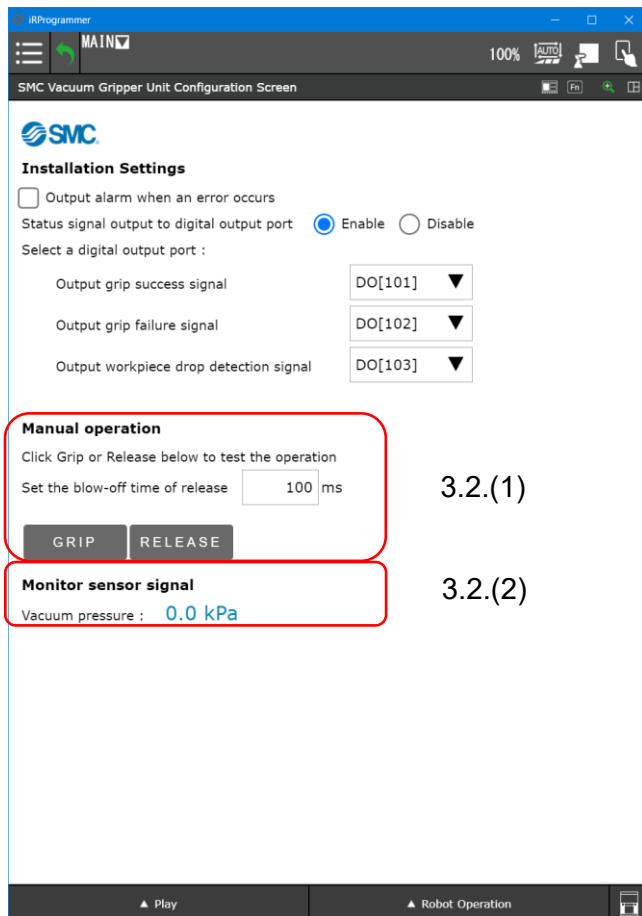 iRProgrammer
MAIN
100%
AUTO
SMC Vacuum Gripper Unit Configuration Screen
Fn
SMC.
Installation Settings
Output alarm when an error occurs
Status signal output to digital output port Enable Disable
Select a digital output port :
Output grip success signal DO[101] ▼
Output grip failure signal DO[102] ▼
Output workpiece drop detection signal DO[103] ▼
Manual operation
Click Grip or Release below to test the operation
Set the blow-off time of release 100 ms
3.2.(1)
GRIP RELEASE
Monitor sensor signal
3.2.(2)
Vacuum pressure : 0.0 kPa
▲ Play ▲ Robot Operation